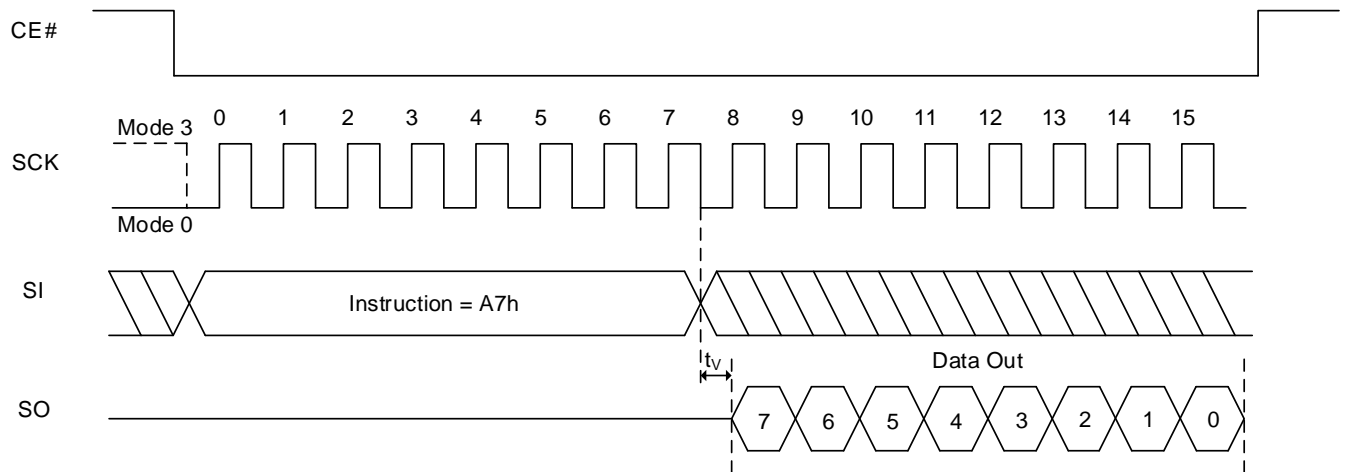 CE#
Mode 3
0 1 2 3 4 5 6 7 8 9 10 11 12 13 14 15
SCK
Mode 0
SI
Instruction = A7h
tV
Data Out
SO
7 6 5 4 3 2 1 0